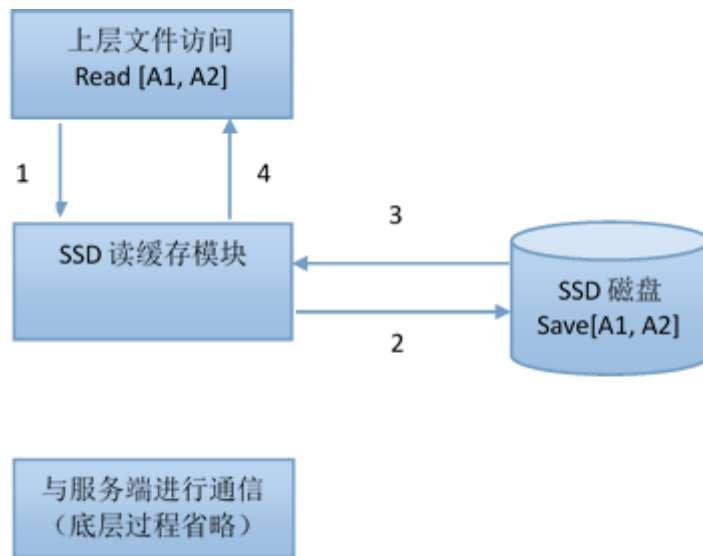 上层文件访问
Read [A1, A2]
1
4
3
SSD 读缓存模块
SSD 磁盘
Save[A1, A2]
2
与服务端进行通信
（底层过程省略）